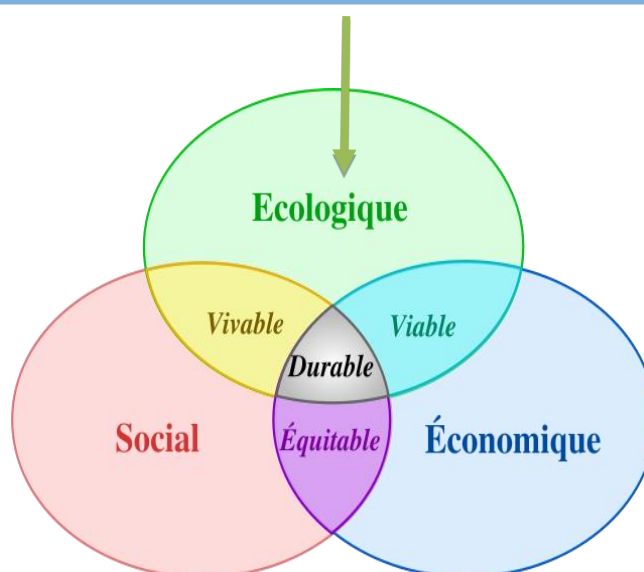 Ecologique
Vivable
Viable
Durable
Social
Équitable
Économique